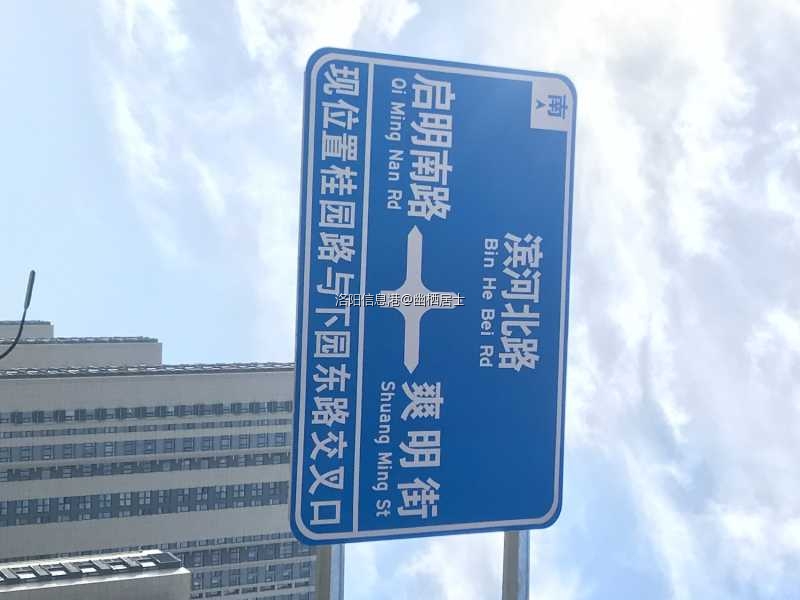 南
滨河北路
Bin He Bei Rd
启明南路
Qi Ming Nan Rd
爽明街
Shuang Ming St
现位置桂园路与下园东路交叉口
洛阳信息港@幽栖居士